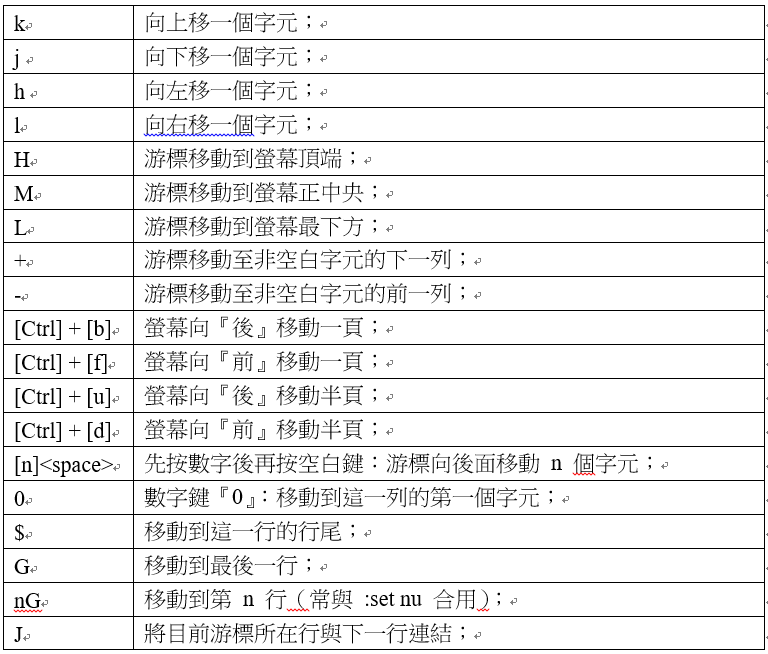 k 向上移一個字元；
j 向下移一個字元；
h 向左移一個字元；
l 向右移一個字元；
H 游標移動到螢幕頂端；
M 游標移動到螢幕正中央；
L 游標移動到螢幕最下方；
+ 游標移動至非空白字元的下一列；
- 游標移動至非空白字元的前一列；
[Ctrl] + [b] 螢幕向『後』移動一頁；
[Ctrl] + [f] 螢幕向『前』移動一頁；
[Ctrl] + [u] 螢幕向『後』移動半頁；
[Ctrl] + [d] 螢幕向『前』移動半頁；
[n]<space> 先按數字後再按空白鍵：游標向後面移動 n 個字元；
0 數字鍵『0』：移動到這一列的第一個字元；
$ 移動到這一行的行尾；
G 移動到最後一行；
nG 移動到第 n 行（常與 :set nu 合用）；
J 將目前游標所在行與下一行連結；